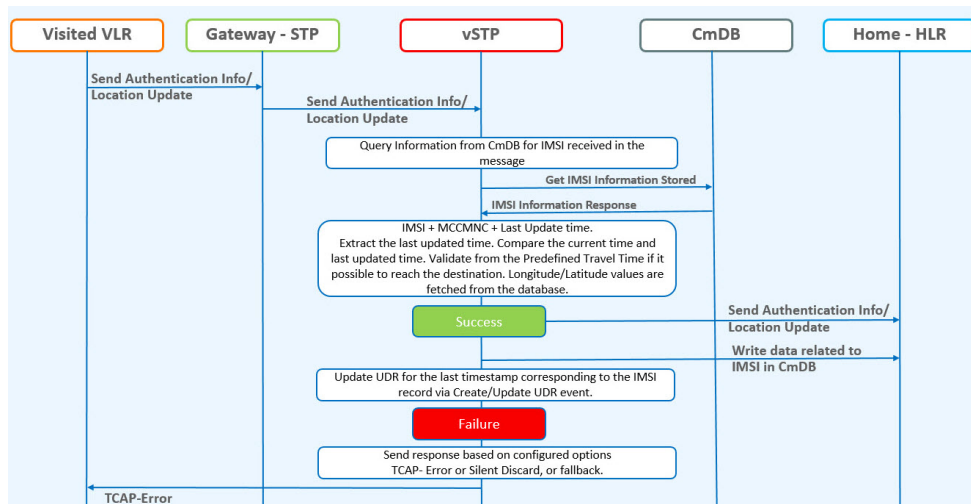 Visited VLR
Gateway - STP
vSTP
CmDB
Home - HLR
Send Authentication Info/
Location Update
Send Authentication Info/
Location Update
Query Information from CmDB for IMSI received in the
message
Get IMSI Information Stored
IMSI Information Response
IMSI + MCCMNC + Last Update time.
Extract the last updated time. Compare the current time and
last updated time. Validate from the Predefined Travel Time if it
possible to reach the destination. Longitude/Latitude values are
fetched from the database.
Success
Send Authentication Info/
Location Update
Write data related to
IMSI in CmDB
Update UDR for the last timestamp corresponding to the IMSI
record via Create/Update UDR event.
Failure
Send response based on configured options
TCAP- Error or Silent Discard, or fallback.
TCAP-Error